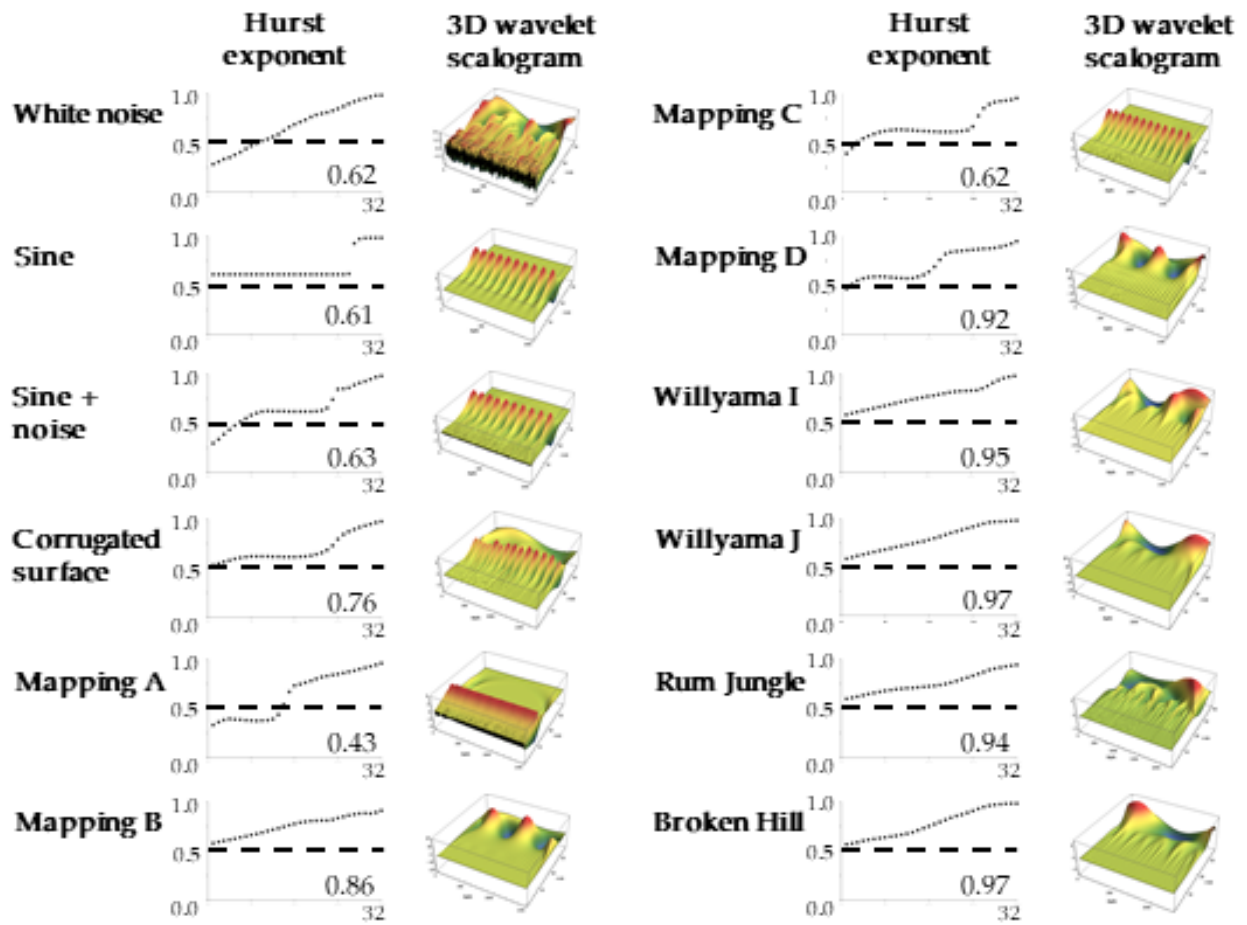 Hurst
exponent
3D wavelet
scalogram
White noise
1.0
0.5
0.0
0.62
32
Sine
1.0
0.5
0.0
0.61
32
Sine +
noise
1.0
0.5
0.0
0.63
32
Corrugated
surface
1.0
0.5
0.0
0.76
32
Mapping A
1.0
0.5
0.0
0.43
32
Mapping B
1.0
0.5
0.0
0.86
32
Hurst
exponent
3D wavelet
scalogram
Mapping C
1.0
0.5
0.0
0.62
32
Mapping D
1.0
0.5
0.0
0.92
32
Willyama I
1.0
0.5
0.0
0.95
32
Willyama J
1.0
0.5
0.0
0.97
32
Rum Jungle
1.0
0.5
0.0
0.94
32
Broken Hill
1.0
0.5
0.0
0.97
32